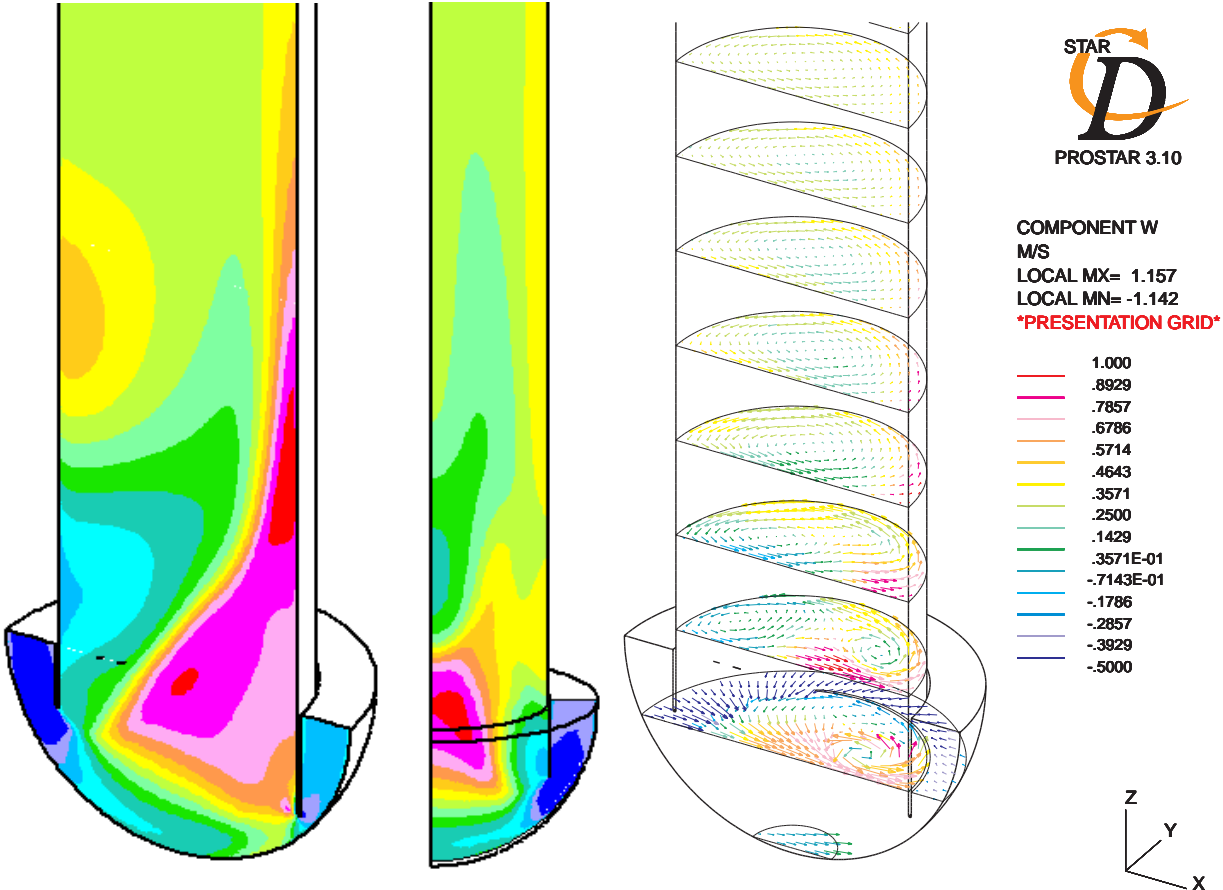 STAR
D
PROSTAR 3.10
COMPONENT W
M/S
LOCAL MX= 1.157
LOCAL MN= -1.142
*PRESENTATION GRID*
1.000
.8929
.7857
.6786
.5714
.4643
.3571
.2500
.1429
.3571E-01
-.7143E-01
-.1786
-.2857
-.3929
-.5000
Z
Y
X